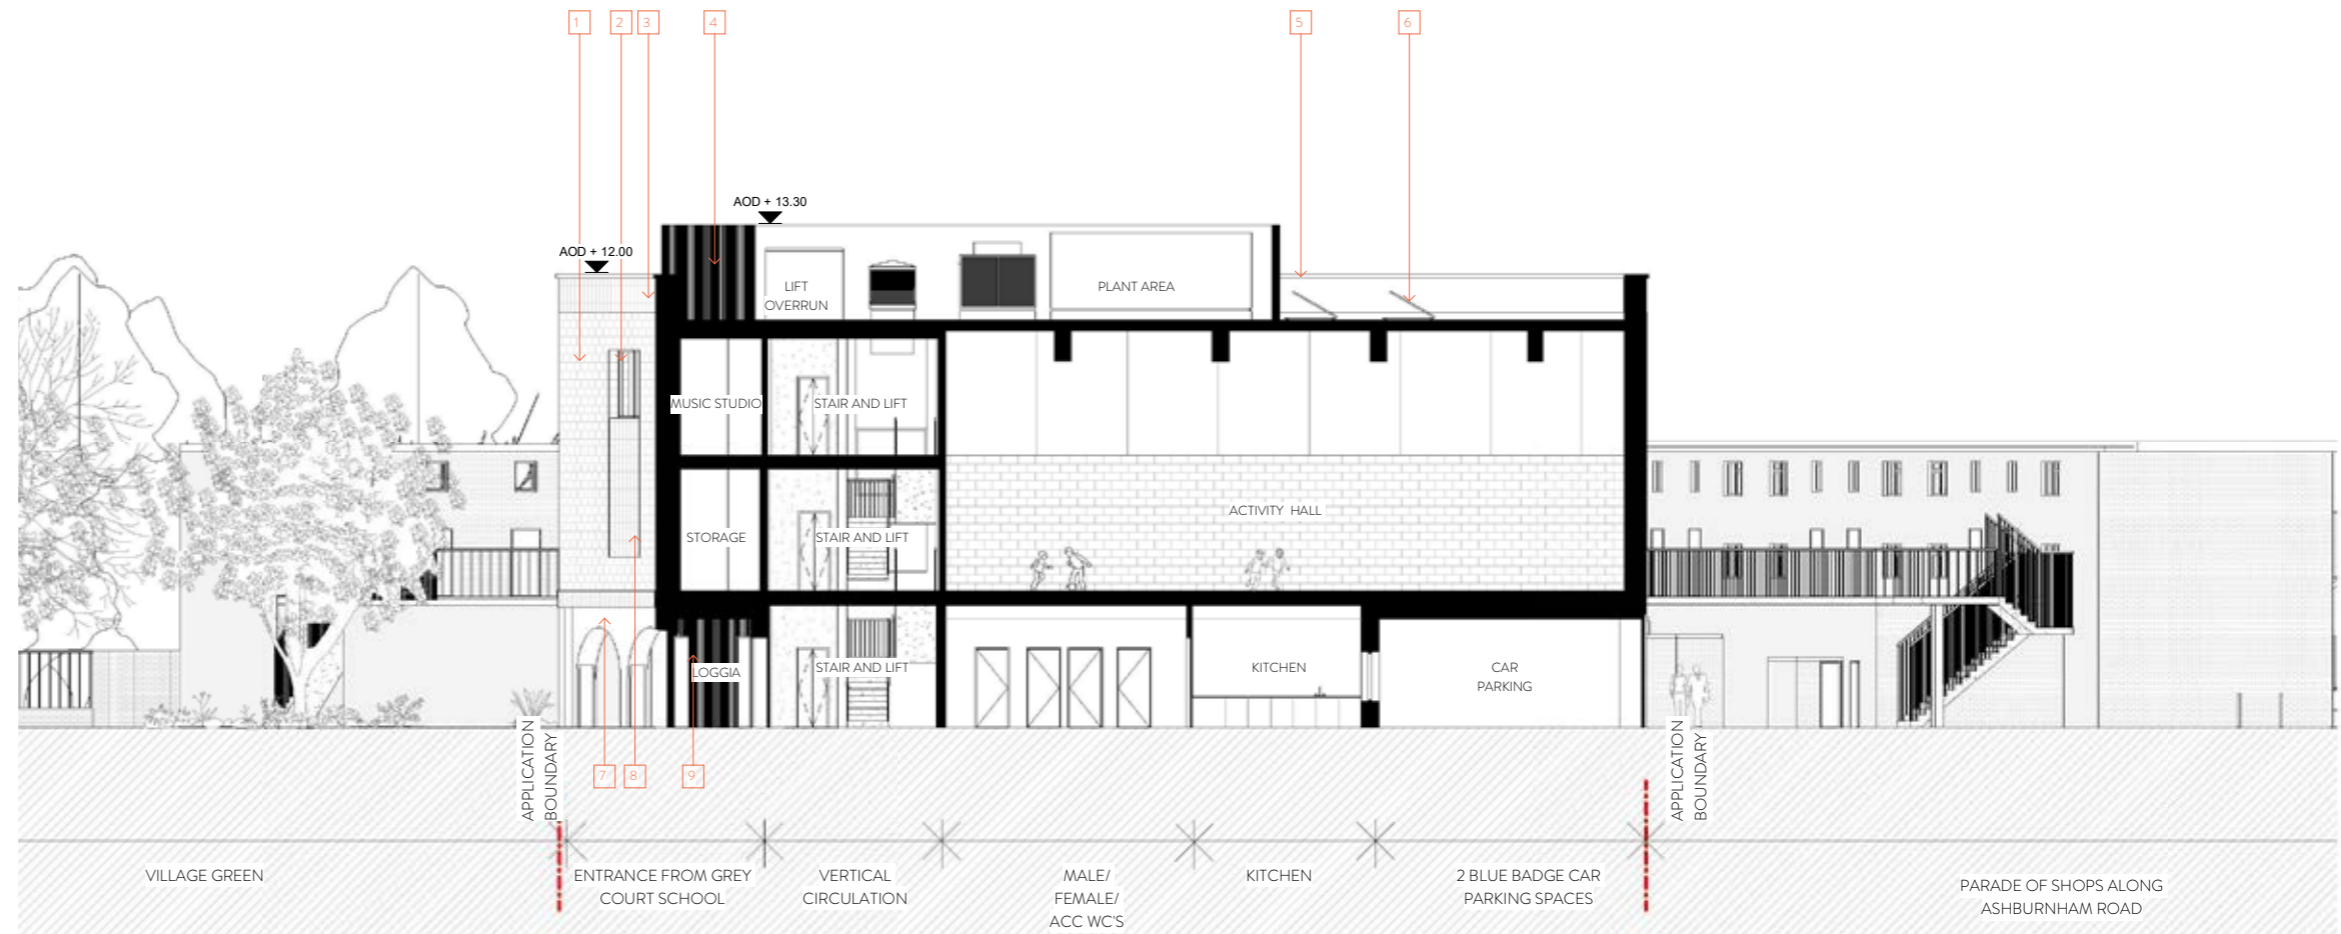 1 2 3 4 5 6
AOD + 13.30
AOD + 12.00
LIFT
OVERRUN
PLANT AREA
MUSIC STUDIO
STAIR AND LIFT
ACTIVITY HALL
STORAGE
STAIR AND LIFT
LOGGIA
STAIR AND LIFT
KITCHEN
CAR
PARKING
APPLICATION
BOUNDARY
7 8 9
APPLICATION
BOUNDARY
VILLAGE GREEN
ENTRANCE FROM GREY
COURT SCHOOL
VERTICAL
CIRCULATION
MALE/
FEMALE/
ACC WC'S
KITCHEN
2 BLUE BADGE CAR
PARKING SPACES
PARADE OF SHOPS ALONG
ASHBURNHAM ROAD